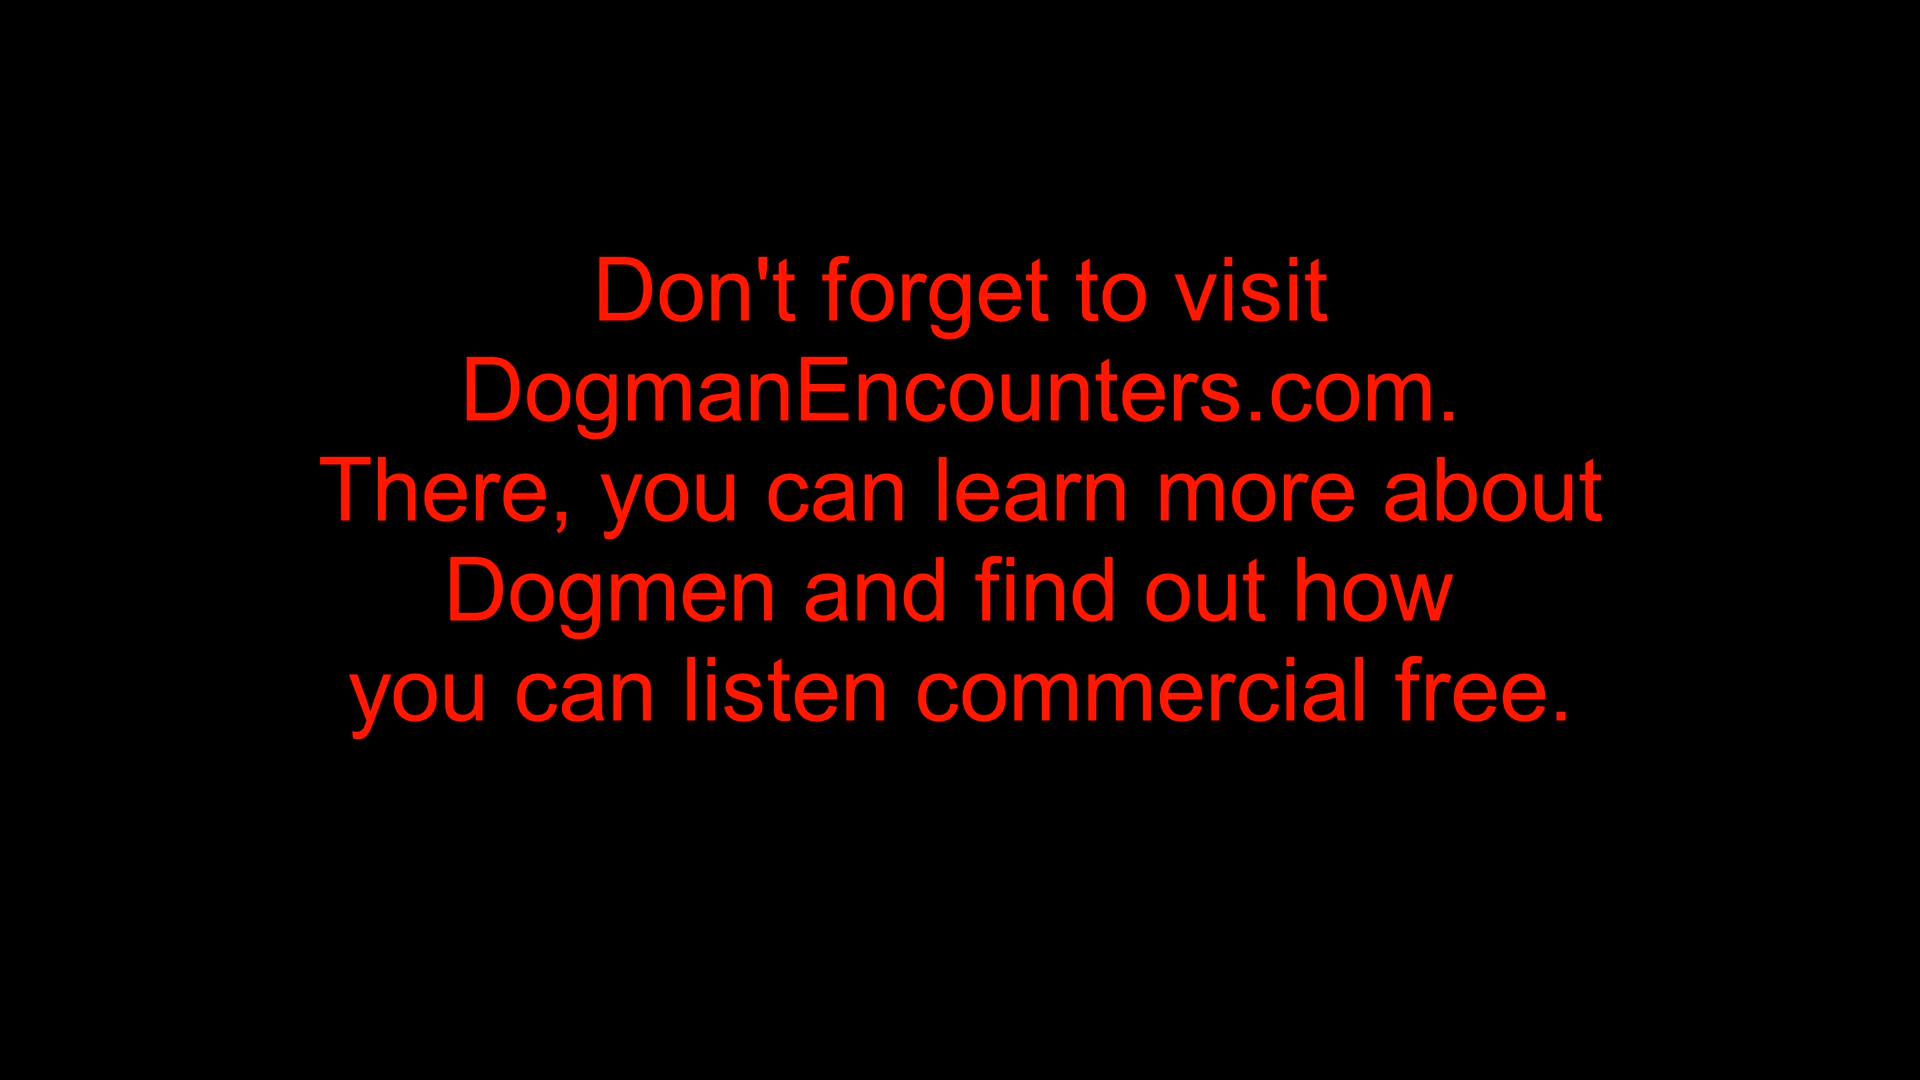 Don't forget to visit
DogmanEncounters.com.
There, you can learn more about
Dogmen and find out how
you can listen commercial free.